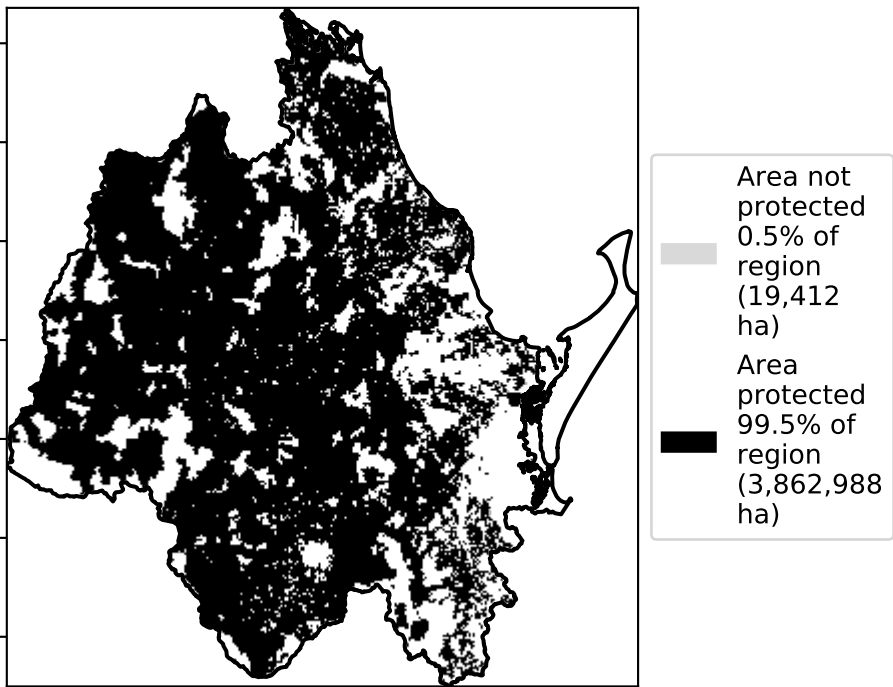 Area not
protected
0.5% of
region
(19,412
ha)
Area
protected
99.5% of
region
(3,862,988
ha)